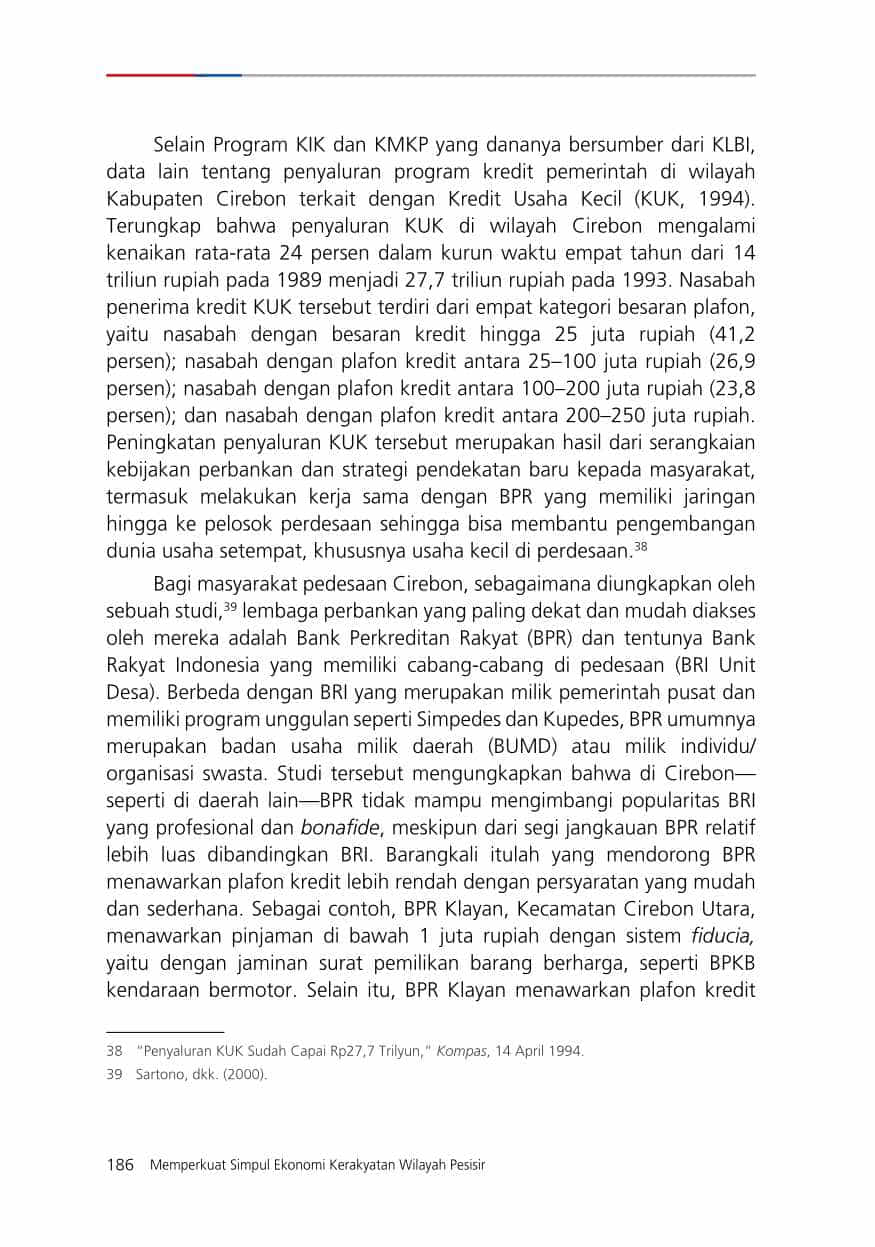 Selain Program KIK dan KMKP yang dananya bersumber dari KLBI,
data lain tentang penyaluran program kredit pemerintah di wilayah
Kabupaten Cirebon terkait dengan Kredit Usaha Kecil (KUK, 1994).
Terungkap bahwa penyaluran KUK di wilayah Cirebon mengalami
kenaikan rata-rata 24 persen dalam kurun waktu empat tahun dari 14
triliun rupiah pada 1989 menjadi 27,7 triliun rupiah pada 1993. Nasabah
penerima kredit KUK tersebut terdiri dari empat kategori besaran plafon,
yaitu nasabah dengan besaran kredit hingga 25 juta rupiah (41,2
persen); nasabah dengan plafon kredit antara 25–100 juta rupiah (26,9
persen); nasabah dengan plafon kredit antara 100–200 juta rupiah (23,8
persen); dan nasabah dengan plafon kredit antara 200–250 juta rupiah.
Peningkatan penyaluran KUK tersebut merupakan hasil dari serangkaian
kebijakan perbankan dan strategi pendekatan baru kepada masyarakat,
termasuk melakukan kerja sama dengan BPR yang memiliki jaringan
hingga ke pelosok perdesaan sehingga bisa membantu pengembangan
dunia usaha setempat, khususnya usaha kecil di perdesaan.38
Bagi masyarakat pedesaan Cirebon, sebagaimana diungkapkan oleh
sebuah studi,39 lembaga perbankan yang paling dekat dan mudah diakses
oleh mereka adalah Bank Perkreditan Rakyat (BPR) dan tentunya Bank
Rakyat Indonesia yang memiliki cabang-cabang di pedesaan (BRI Unit
Desa). Berbeda dengan BRI yang merupakan milik pemerintah pusat dan
memiliki program unggulan seperti Simpedes dan Kupedes, BPR umumnya
merupakan badan usaha milik daerah (BUMD) atau milik individu/
organisasi swasta. Studi tersebut mengungkapkan bahwa di Cirebon—
seperti di daerah lain—BPR tidak mampu mengimbangi popularitas BRI
yang profesional dan bonafide, meskipun dari segi jangkauan BPR relatif
lebih luas dibandingkan BRI. Barangkali itulah yang mendorong BPR
menawarkan plafon kredit lebih rendah dengan persyaratan yang mudah
dan sederhana. Sebagai contoh, BPR Klayan, Kecamatan Cirebon Utara,
menawarkan pinjaman di bawah 1 juta rupiah dengan sistem fiducia,
yaitu dengan jaminan surat pemilikan barang berharga, seperti BPKB
kendaraan bermotor. Selain itu, BPR Klayan menawarkan plafon kredit
38 "Penyaluran KUK Sudah Capai Rp27,7 Trilyun," Kompas, 14 April 1994.
39 Sartono, dkk. (2000).
186 Memperkuat Simpul Ekonomi Kerakyatan Wilayah Pesisir